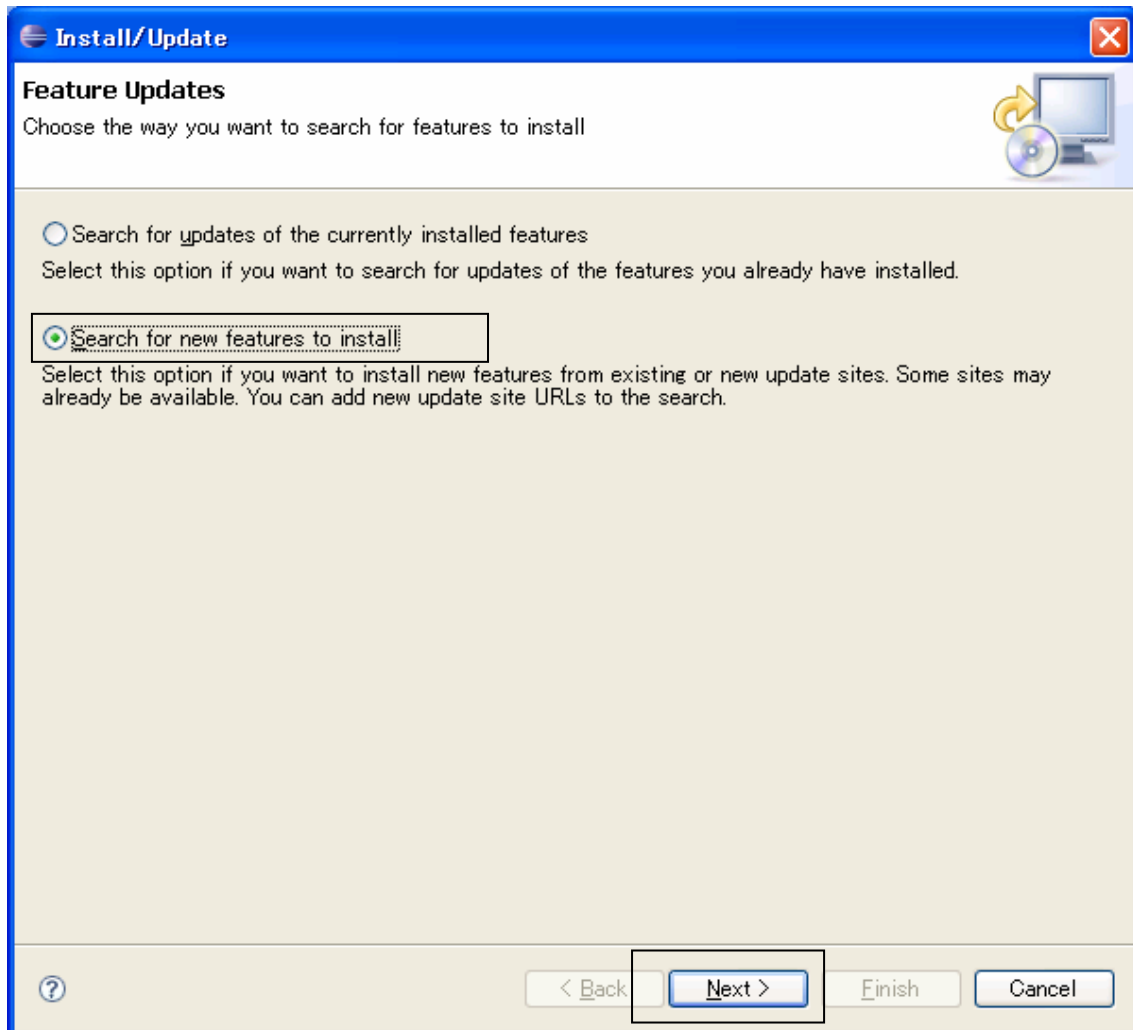 Install/Update
Feature Updates
Choose the way you want to search for features to install
Search for updates of the currently installed features
Select this option if you want to search for updates of the features you already have installed.
Search for new features to install
Select this option if you want to install new features from existing or new update sites. Some sites may
already be available. You can add new update site URLs to the search.
? < Back Next > Finish Cancel